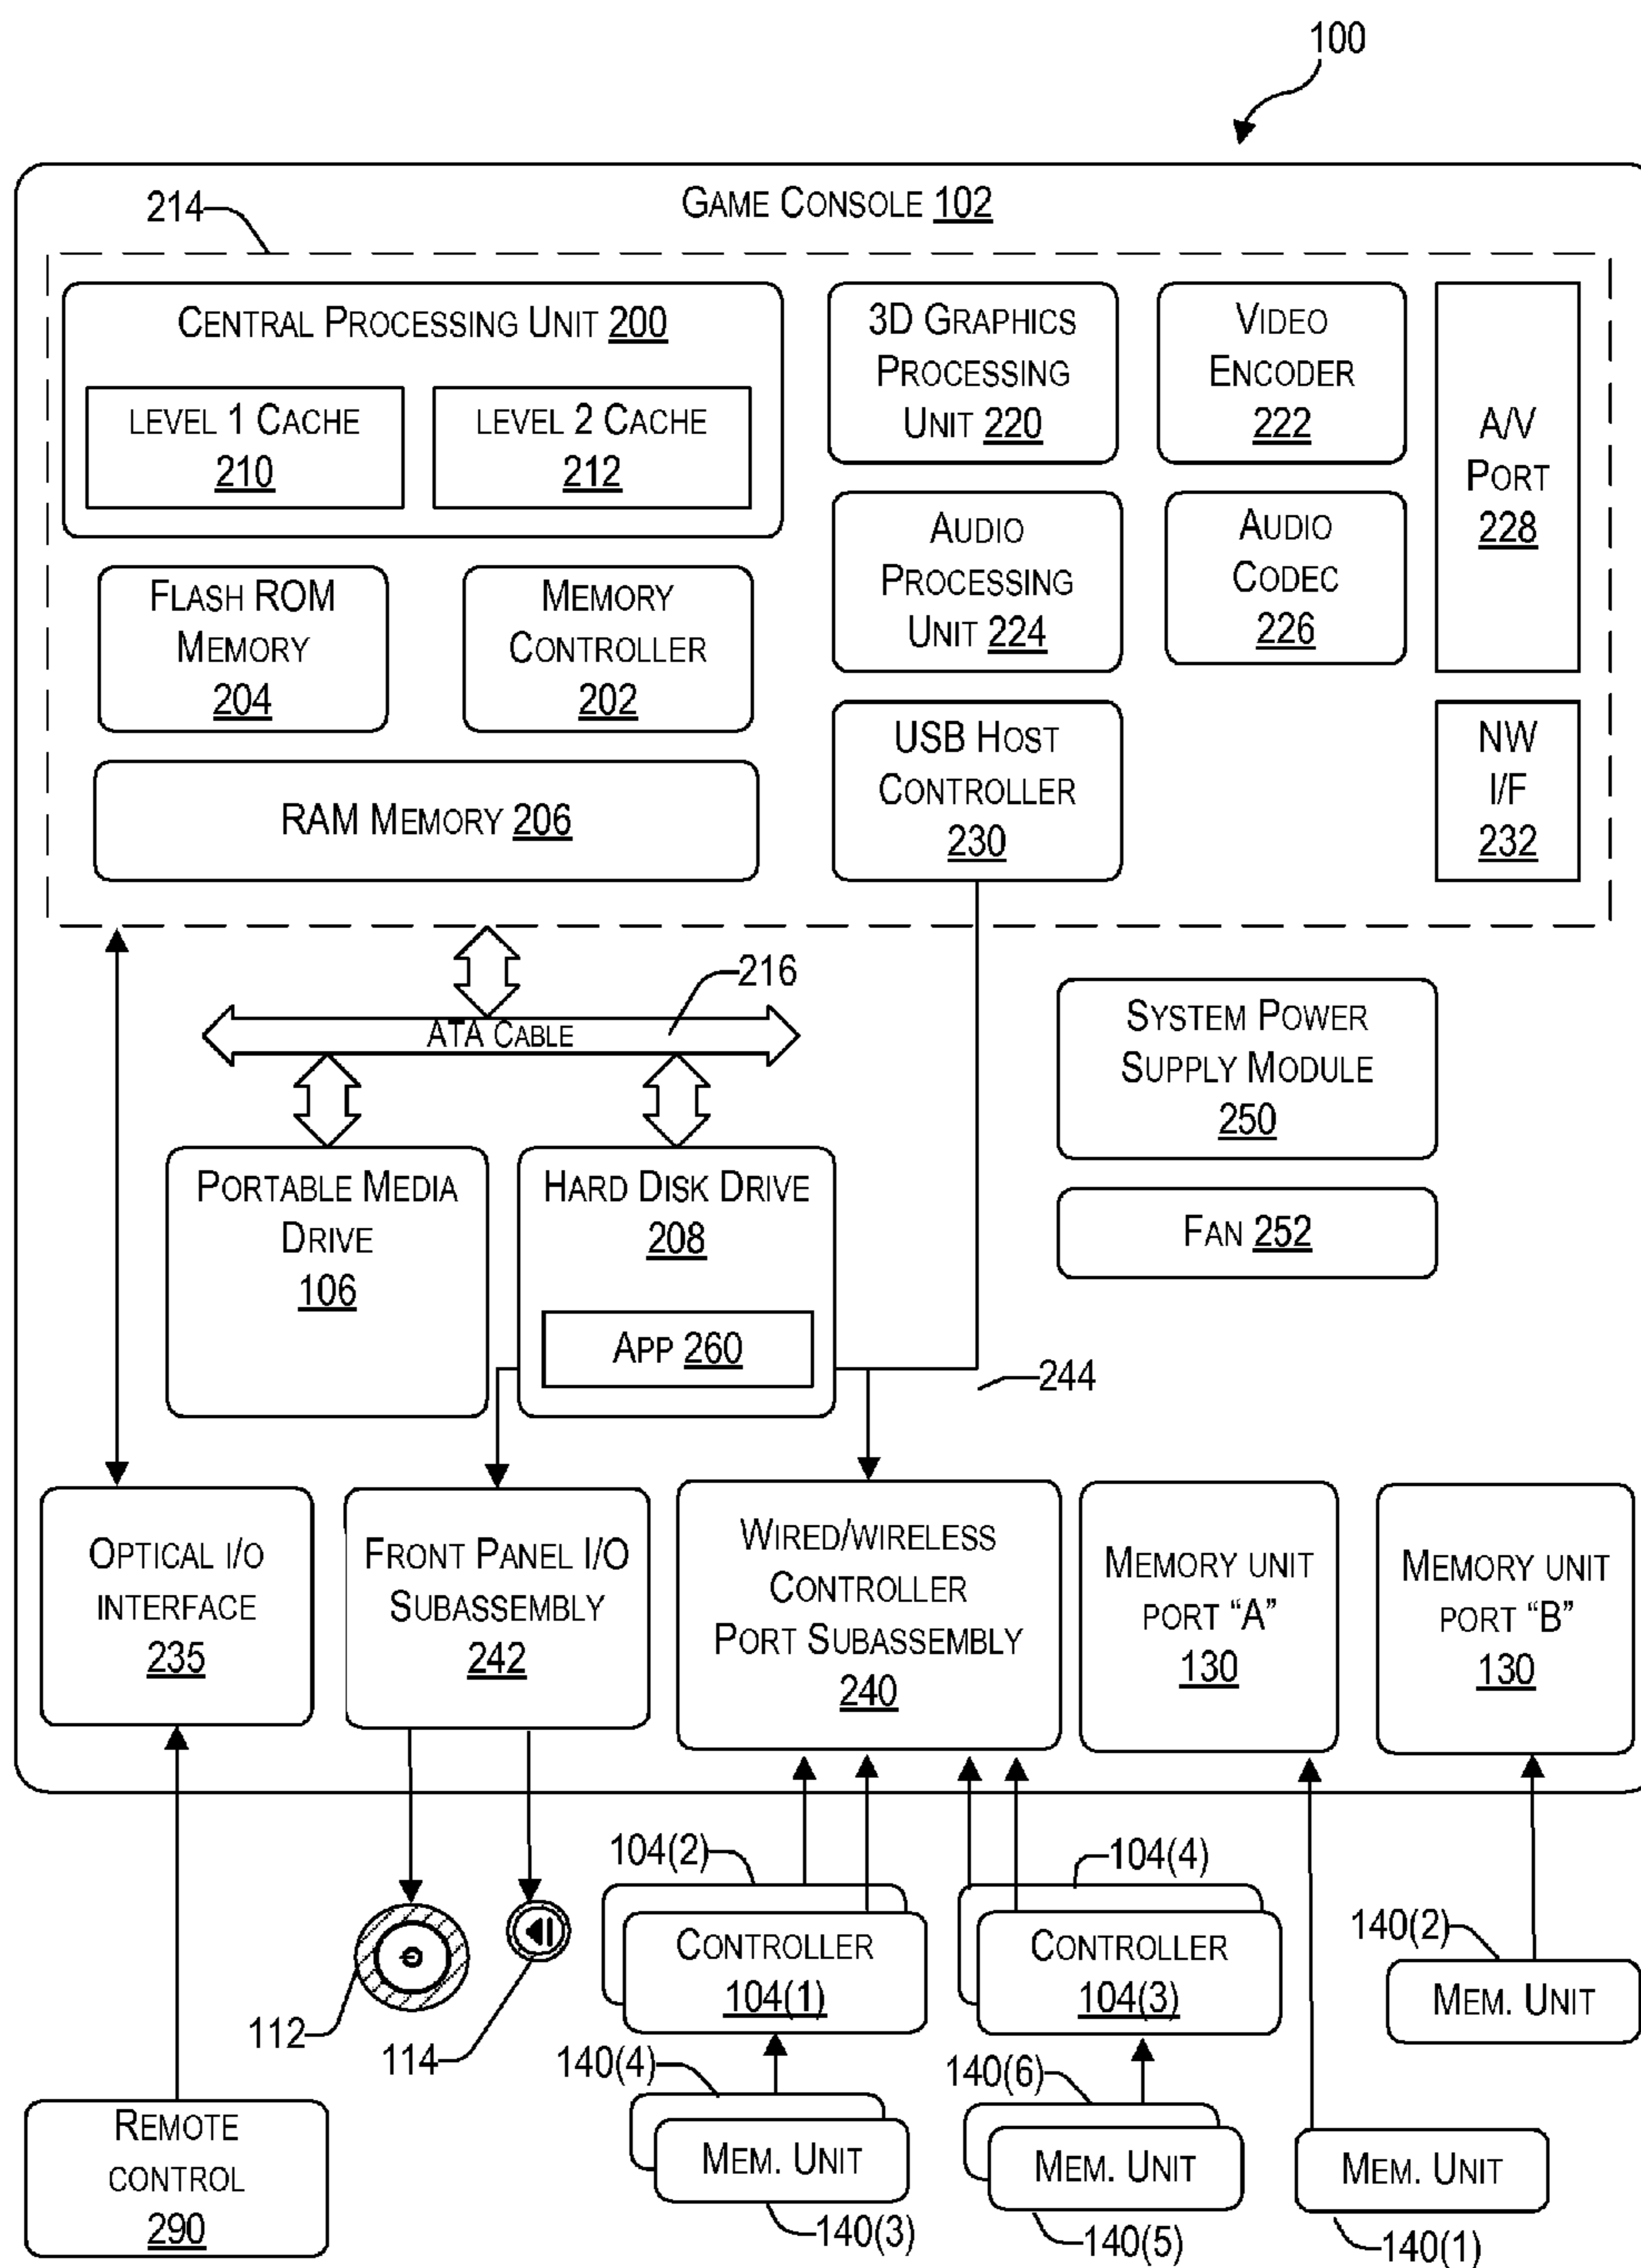 100
GAME CONSOLE 102
214
CENTRAL PROCESSING UNIT 200
LEVEL 1 CACHE
210
LEVEL 2 CACHE
212
3D GRAPHICS
PROCESSING
UNIT 220
VIDEO
ENCODER
222
A/V
PORT
228
FLASH ROM
MEMORY
204
MEMORY
CONTROLLER
202
AUDIO
PROCESSING
UNIT 224
AUDIO
CODEC
226
RAM MEMORY 206
USB HOST
CONTROLLER
230
NW
I/F
232
216
ATA CABLE
SYSTEM POWER
SUPPLY MODULE
250
PORTABLE MEDIA
DRIVE
106
HARD DISK DRIVE
208
APP 260
FAN 252
244
OPTICAL I/O
INTERFACE
235
FRONT PANEL I/O
SUBASSEMBLY
242
WIRED/WIRELESS
CONTROLLER
PORT SUBASSEMBLY
240
MEMORY UNIT
PORT “A”
130
MEMORY UNIT
PORT “B”
130
104(2)
104(4)
CONTROLLER
104(1)
CONTROLLER
104(3)
140(2)
MEM. UNIT
112
114
140(4)
MEM. UNIT
140(3)
140(6)
MEM. UNIT
140(5)
MEM. UNIT
140(1)
REMOTE
CONTROL
290